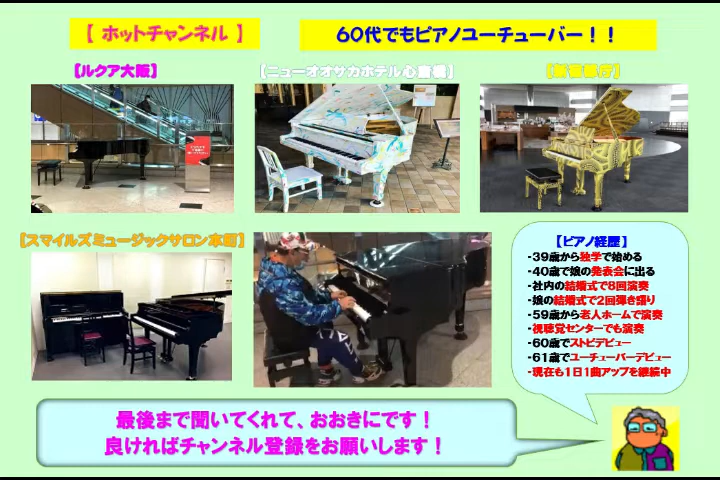 【 ホットチャンネル 】
60代でもピアノユーチューバー！！
【ルクア大阪】
【ニューオオサカホテル心斎橋】
【新宿都庁】
【スマイルズミュージックサロン本町】
【ピアノ経歴】
・39歳から独学で始める
・40歳で娘の発表会に出る
・社内の結婚式で8回演奏
・娘の結婚式で2回弾き語り
・59歳から老人ホームで演奏
・視聴覚センターでも演奏
・60歳でストピデビュー
・61歳でユーチューバーデビュー
・現在も1日1曲アップを継続中
最後まで聞いてくれて、おおきにです！
良ければチャンネル登録をお願いします！